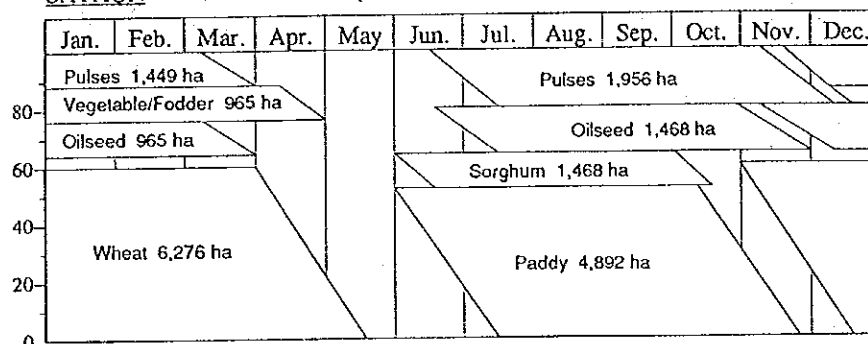 Jan. Feb. Mar. Apr. May Jun. Jul. Aug. Sep. Oct. Nov. Dec.
Pulses 1,449 ha
Pulses 1,956 ha
Vegetable/Fodder 965 ha
80
Oilseed 1,468 ha
Oilseed 965 ha
60
Sorghum 1,468 ha
40
Wheat 6,276 ha
Paddy 4,892 ha
20
0